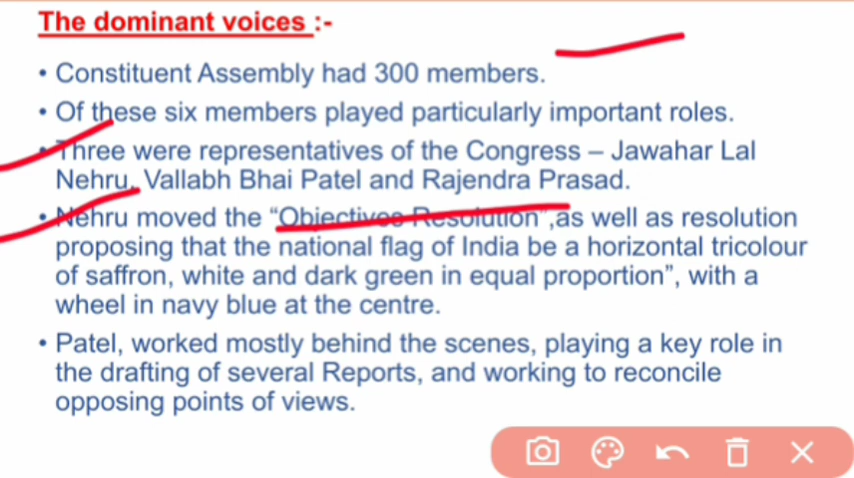 The dominant voices :-
• Constituent Assembly had 300 members.
• Of these six members played particularly important roles.
• Three were representatives of the Congress – Jawahar Lal
Nehru, Vallabh Bhai Patel and Rajendra Prasad.
• Nehru moved the “Objectives Resolution”,as well as resolution
proposing that the national flag of India be a horizontal tricolour
of saffron, white and dark green in equal proportion”, with a
wheel in navy blue at the centre.
• Patel, worked mostly behind the scenes, playing a key role in
the drafting of several Reports, and working to reconcile
opposing points of views.